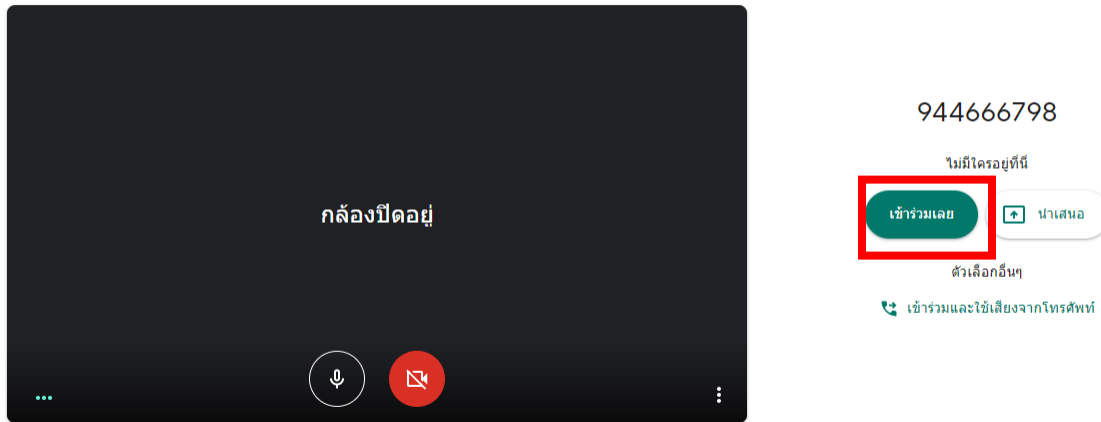 กล้องปิดอยู่
944666798
ไม่มีใครอยู่ที่นี่
เข้าร่วมเลย
นำเสนอ
ตัวเลือกอื่นๆ
เข้าร่วมและใช้เสียงจากโทรศัพท์